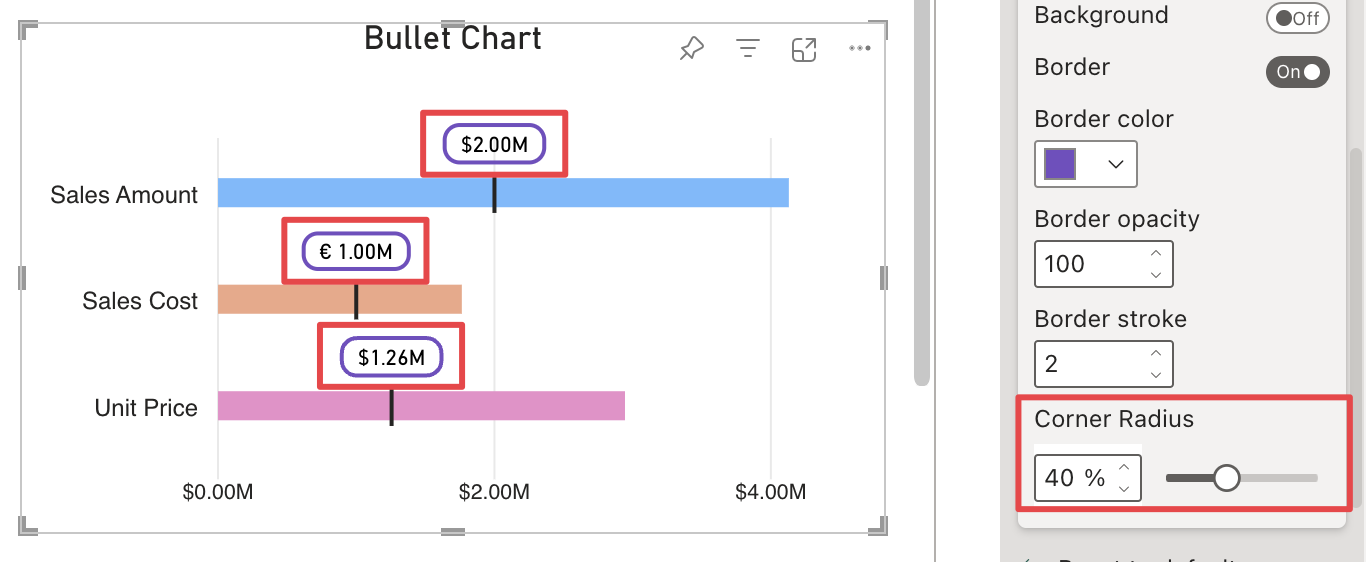 Bullet Chart
$2.00M
Sales Amount
€ 1.00M
Sales Cost
$1.26M
Unit Price
$0.00M $2.00M $4.00M
Background
Off
Border
On
Border color
Border opacity
100
Border stroke
2
Corner Radius
40 %